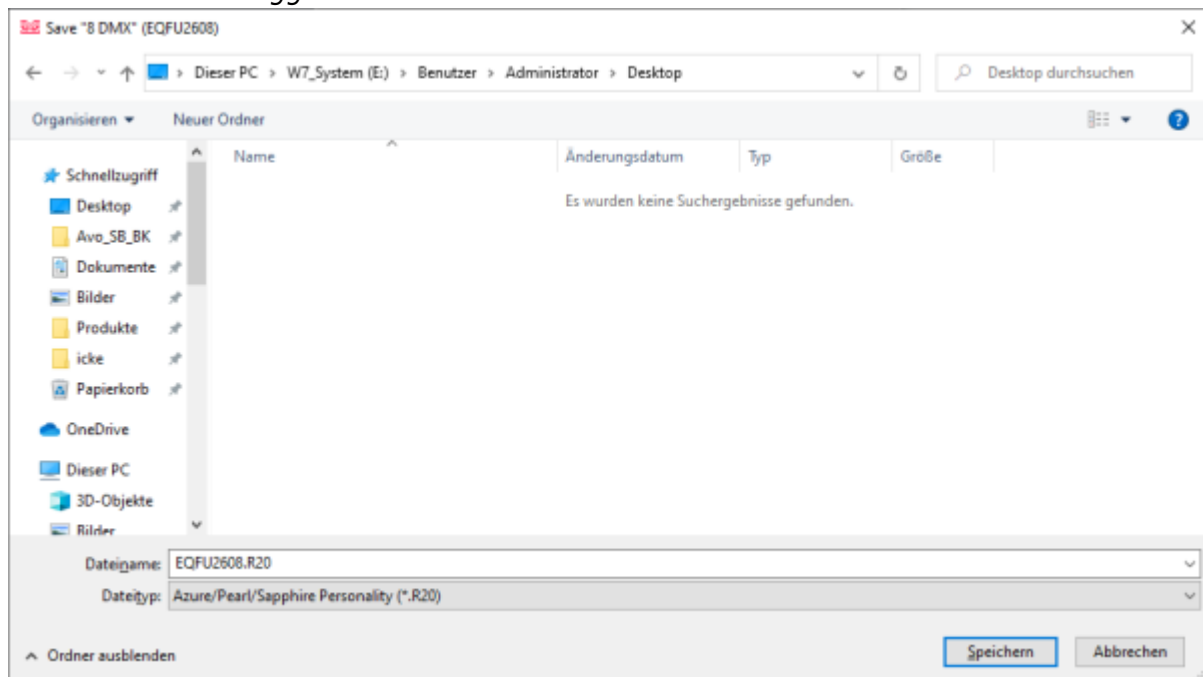 Save "8 DMX" (EQFU2608)
Dieser PC > W7_System (E:) > Benutzer > Administrator > Desktop
Desktop durchsuchen
Organisieren
Neuer Ordner
Name
Änderungsdatum
Typ
Größe
Es wurden keine Suchergebnisse gefunden.
Schnellzugriff
Desktop
Avo_SB_BK
Dokumente
Bilder
Produkte
icke
Papierkorb
OneDrive
Dieser PC
3D-Objekte
Bilder
Dateiname: EQFU2608.R20
Dateityp: Azure/Pearl/Sapphire Personality (*.R20)
Ordner ausblenden
Speichern
Abbrechen